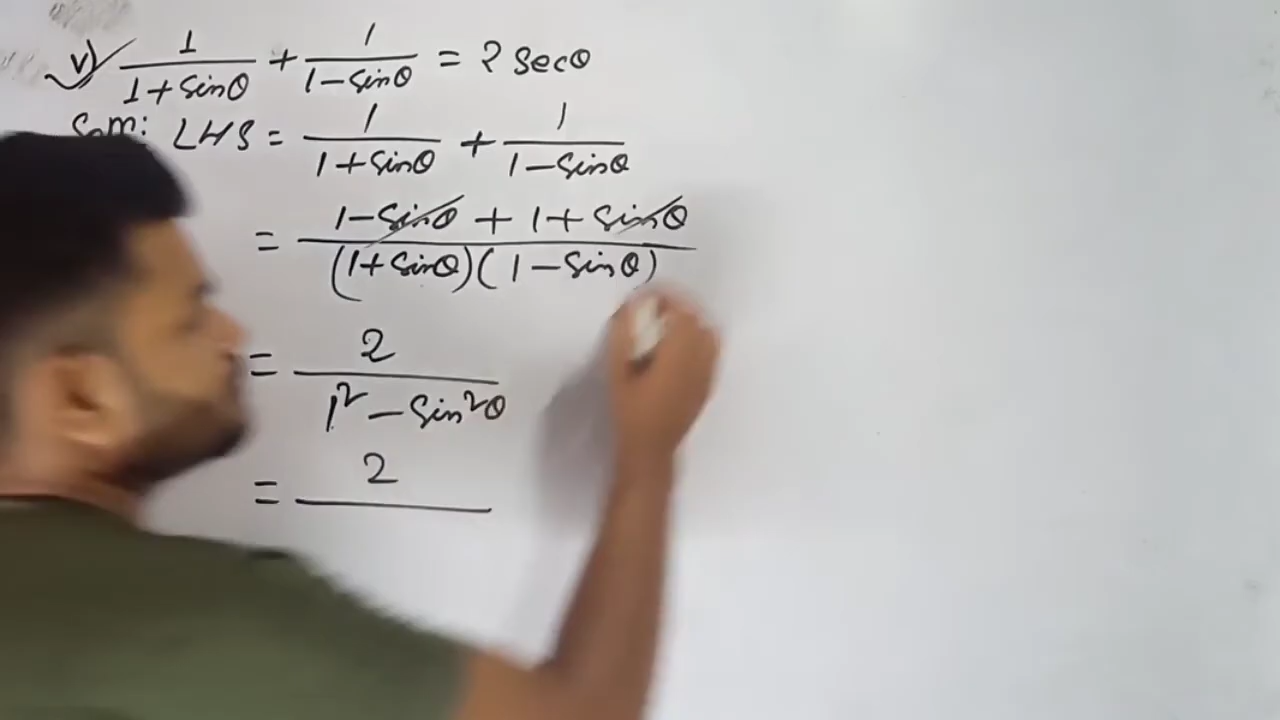 v) 1/(1+sinθ) + 1/(1-sinθ) = 2 secθ
LHS = 1/(1+sinθ) + 1/(1-sinθ)
= (1-sinθ + 1+sinθ)/((1+sinθ)(1-sinθ))
= 2/(1²-sin²θ)
= 2